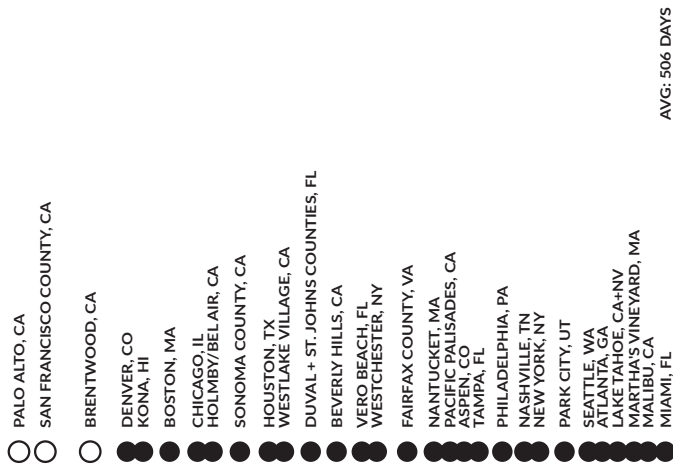 PALO ALTO, CA
SAN FRANCISCO COUNTY, CA
BRENTWOOD, CA
DENVER, CO
KONA, HI
BOSTON, MA
CHICAGO, IL
HOLMBY/BEL AIR, CA
SONOMA COUNTY, CA
HOUSTON, TX
WESTLAKE VILLAGE, CA
DUVAL + ST. JOHNS COUNTIES, FL
BEVERLY HILLS, CA
VERO BEACH, FL
WESTCHESTER, NY
FAIRFAX COUNTY, VA
NANTUCKET, MA
PACIFIC PALISADES, CA
ASPEN, CO
TAMPA, FL
PHILADELPHIA, PA
NASHVILLE, TN
NEW YORK, NY
PARK CITY, UT
SEATTLE, WA
ATLANTA, GA
LAKE TAHOE, CA+NV
MARTHA'S VINEYARD, MA
MALIBU, CA
MIAMI, FL
AVG: 506 DAYS